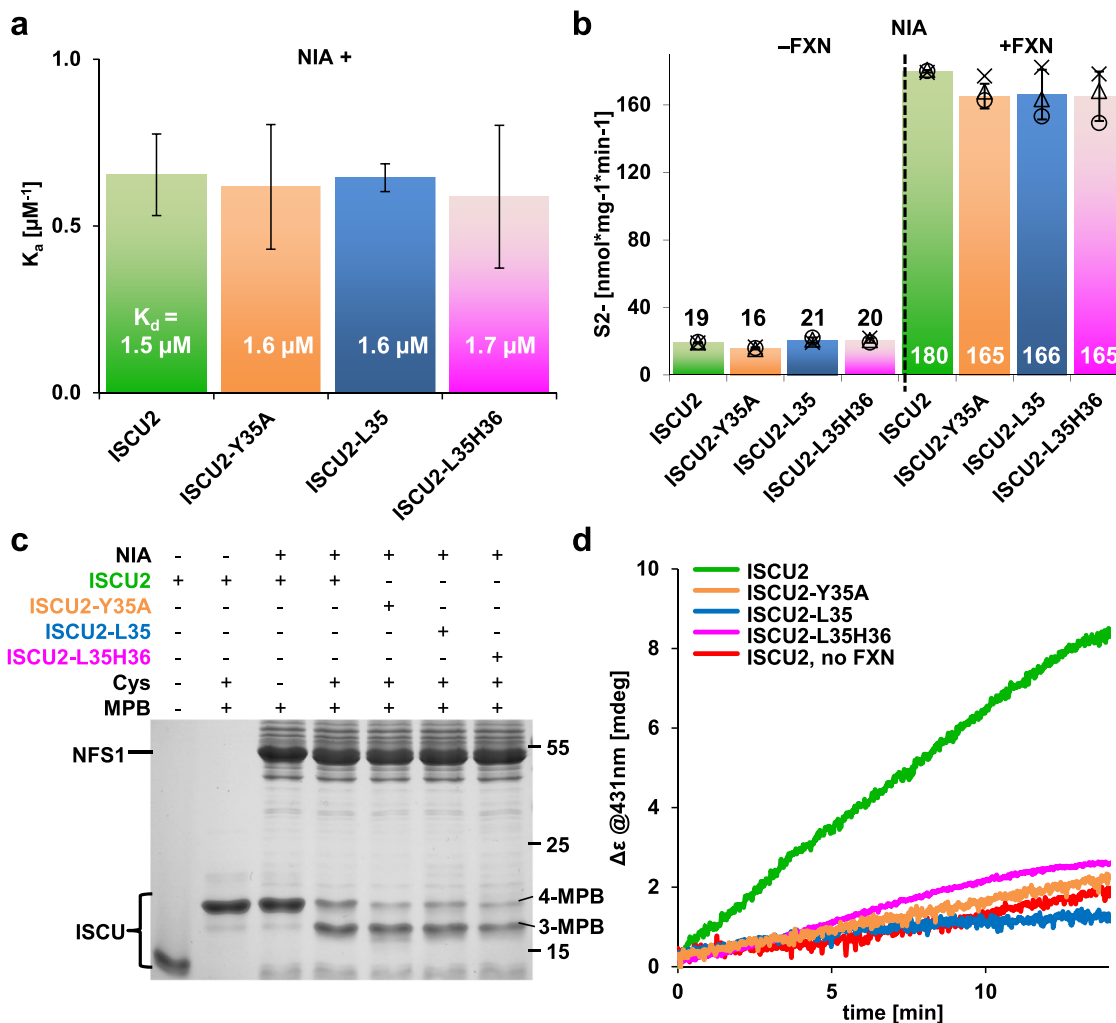 a
NIA +
1.0
0.5
0.0
Kₐ [µM⁻¹]
K_d =
1.5 µM
1.6 µM
1.6 µM
1.7 µM
ISCU2
ISCU2-Y35A
ISCU2-L35
ISCU2-L35H36
b
NIA
–FXN
+FXN
S2- [nmol*mg-1*min-1]
160
120
80
40
0
19
16
21
20
180
165
166
165
ISCU2
ISCU2-Y35A
ISCU2-L35
ISCU2-L35H36
ISCU2
ISCU2-Y35A
ISCU2-L35
ISCU2-L35H36
c
NIA - - + + + + +
ISCU2 + + + + - - -
ISCU2-Y35A - - - - + - -
ISCU2-L35 - - - - - + -
ISCU2-L35H36 - - - - - - +
Cys - + - + + + +
MPB - + + + + + +
NFS1
55
25
4-MPB
3-MPB
ISCU
15
d
ISCU2
ISCU2-Y35A
ISCU2-L35
ISCU2-L35H36
ISCU2, no FXN
Δε @431nm [mdeg]
10
8
6
4
2
0
0
5
10
time [min]